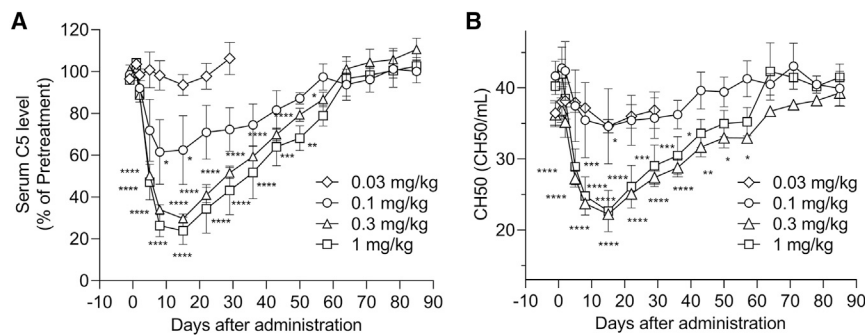 A
Serum C5 level
(% of Pretreatment)
120
100
80
60
40
20
0
-10 0 10 20 30 40 50 60 70 80 90
Days after administration
****
****
****
****
****
*
*
****
****
****
****
****
****
****
***
*
**
0.03 mg/kg
0.1 mg/kg
0.3 mg/kg
1 mg/kg
B
CH50 (CH50/mL)
40
30
20
-10 0 10 20 30 40 50 60 70 80 90
Days after administration
****
****
****
****
***
****
****
****
*
***
****
****
***
****
*
**
*
*
0.03 mg/kg
0.1 mg/kg
0.3 mg/kg
1 mg/kg